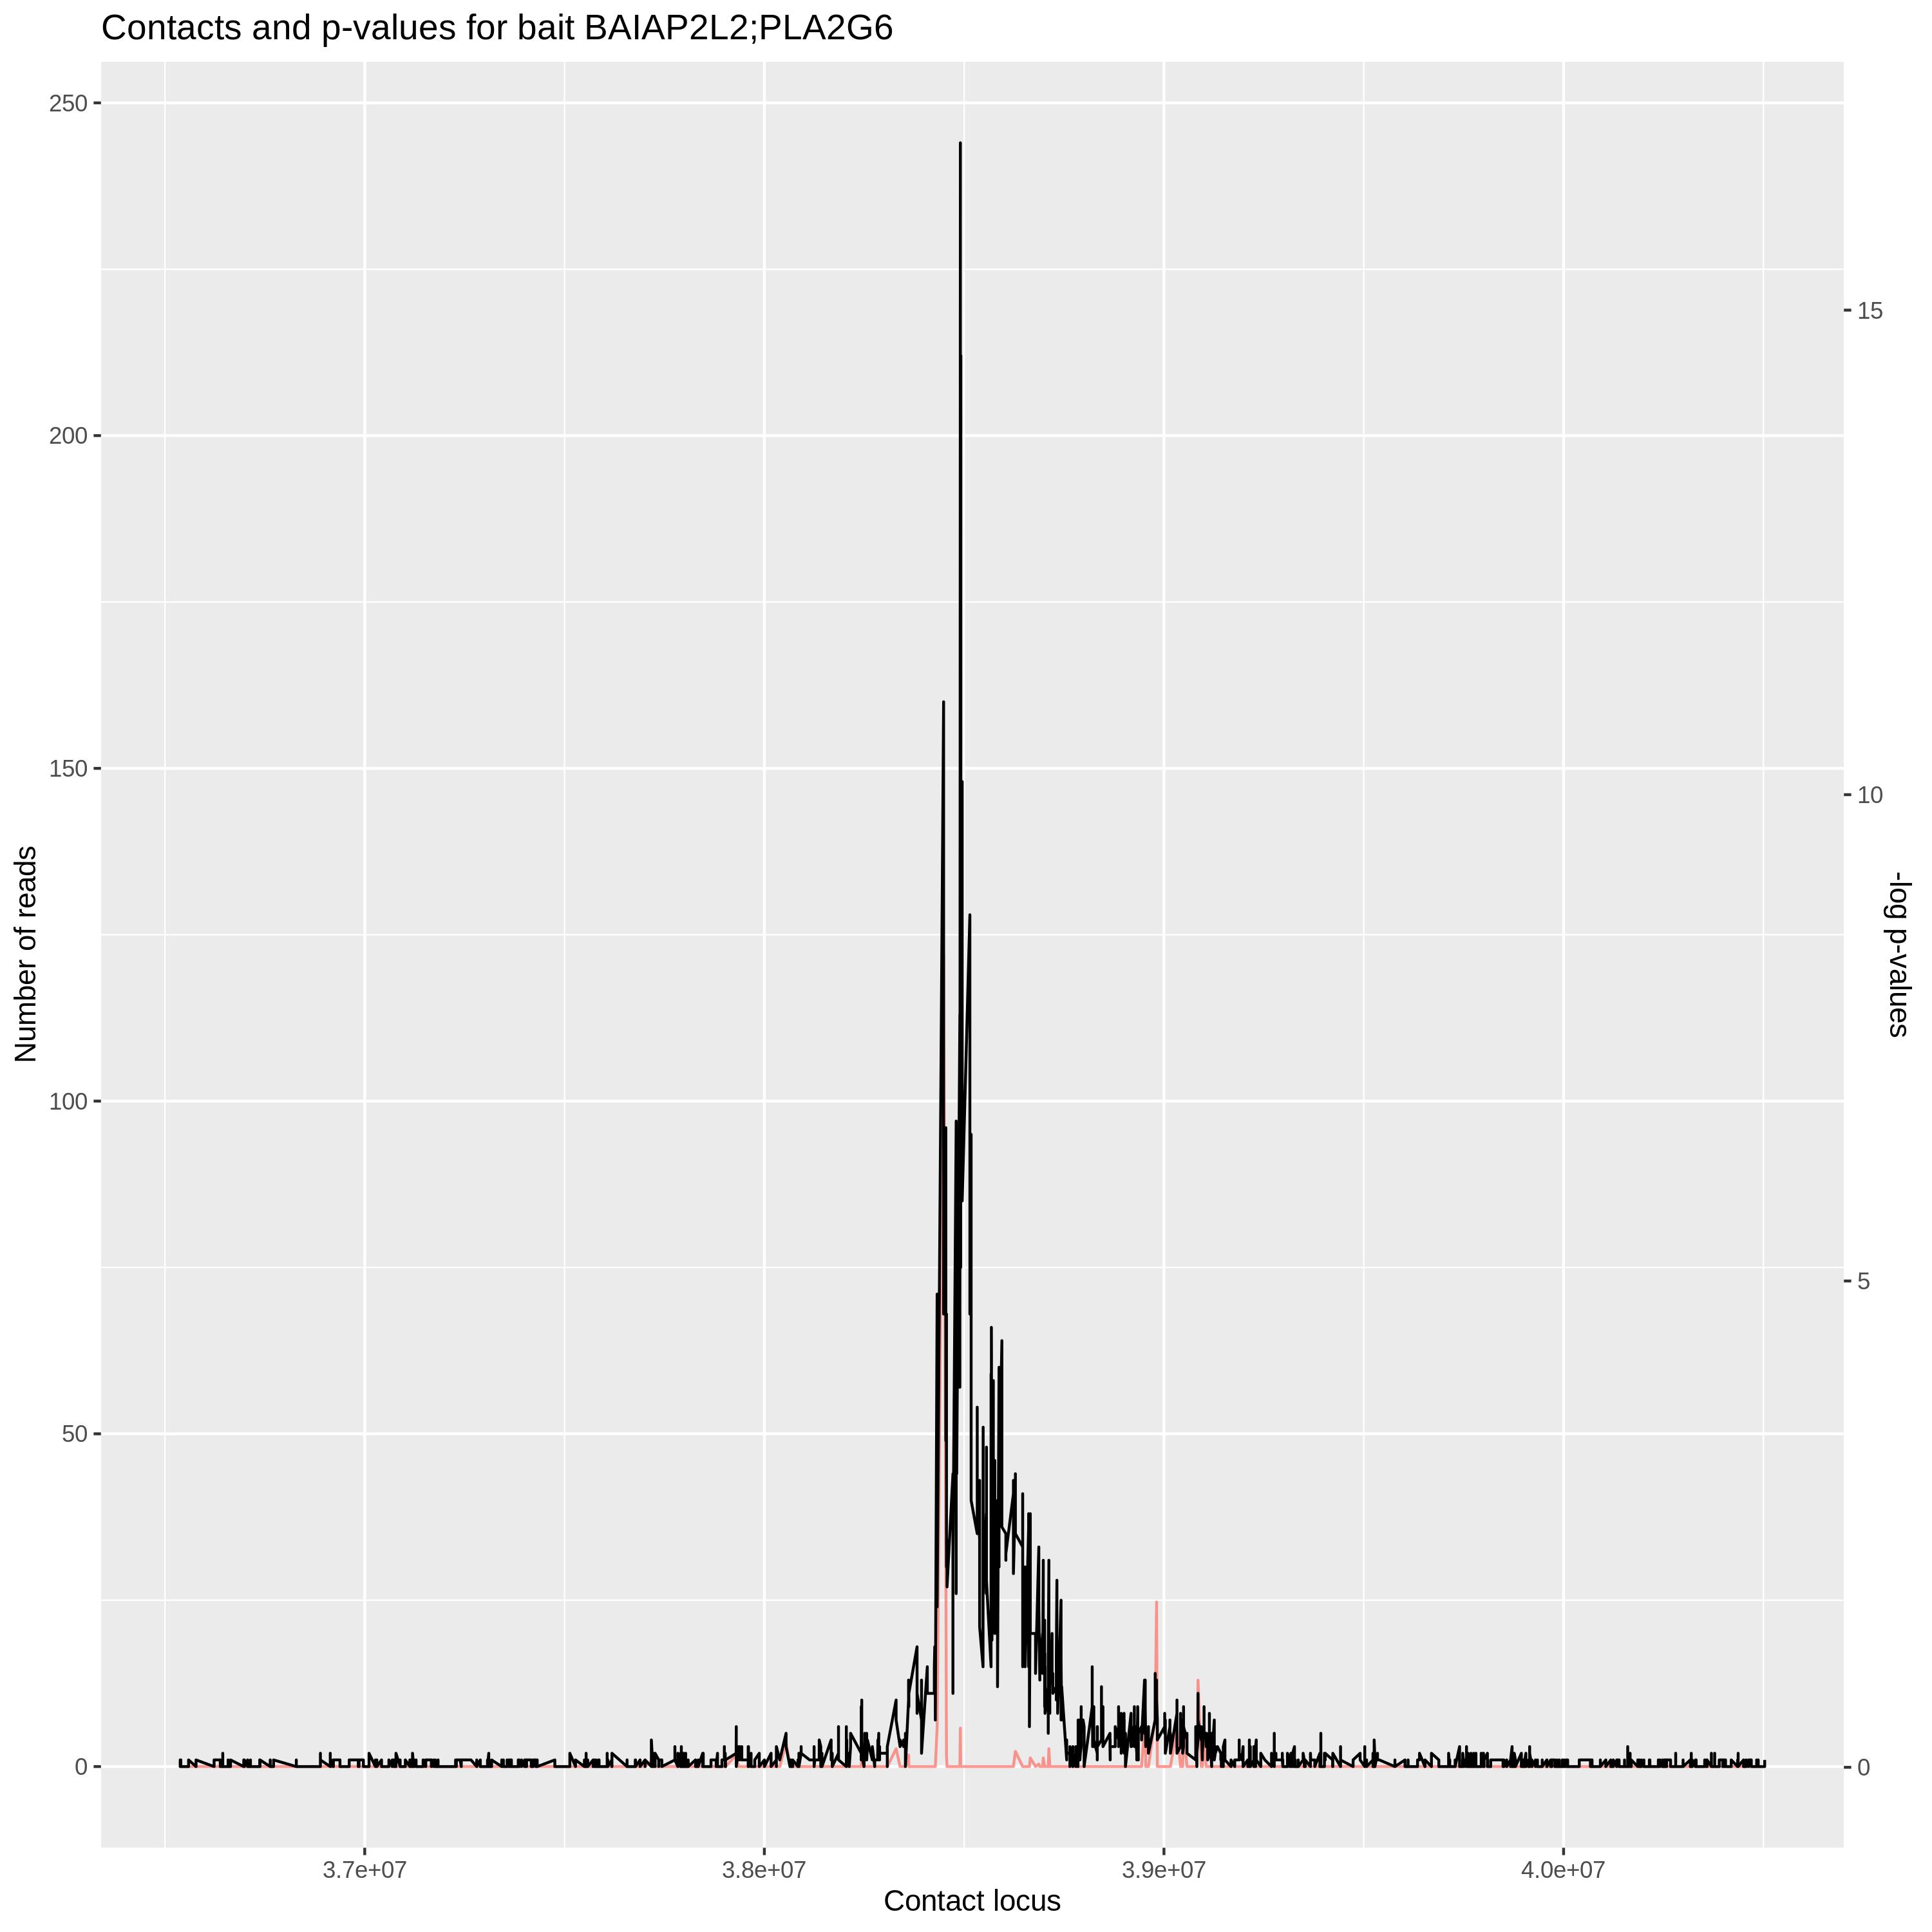 Contacts and p-values for bait BAIAP2L2;PLA2G6
250
200
150
100
50
0
Number of reads
15
10
5
0
-log p-values
3.7e+07 3.8e+07 3.9e+07 4.0e+07
Contact locus